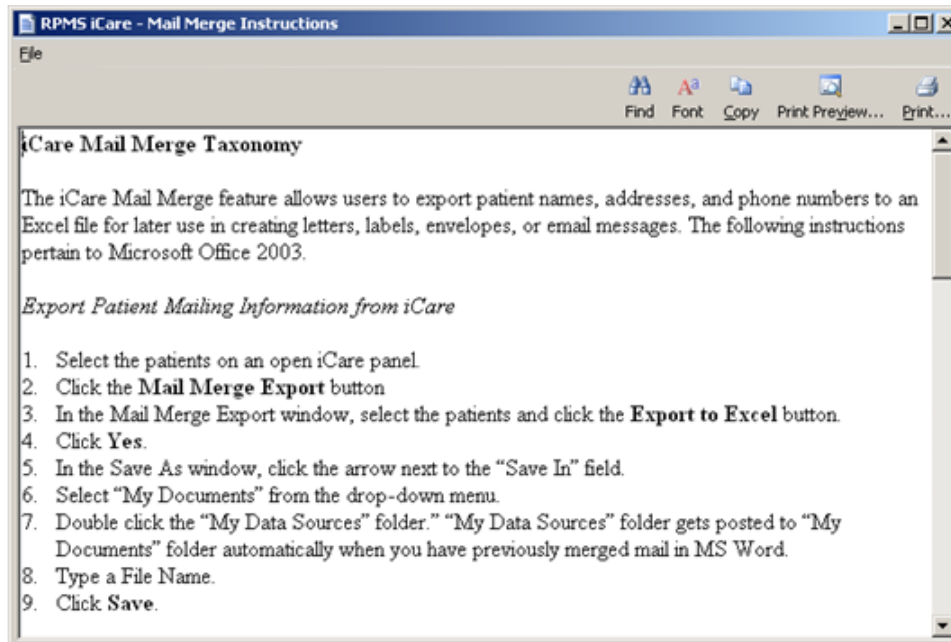 RPMS iCare - Mail Merge Instructions
File
Find Font Copy Print Preview... Print...
iCare Mail Merge Taxonomy
The iCare Mail Merge feature allows users to export patient names, addresses, and phone numbers to an
Excel file for later use in creating letters, labels, envelopes, or email messages. The following instructions
pertain to Microsoft Office 2003.
Export Patient Mailing Information from iCare
1. Select the patients on an open iCare panel.
2. Click the Mail Merge Export button
3. In the Mail Merge Export window, select the patients and click the Export to Excel button.
4. Click Yes.
5. In the Save As window, click the arrow next to the “Save In” field.
6. Select “My Documents” from the drop-down menu.
7. Double click the “My Data Sources” folder.” “My Data Sources” folder gets posted to “My
Documents” folder automatically when you have previously merged mail in MS Word.
8. Type a File Name.
9. Click Save.